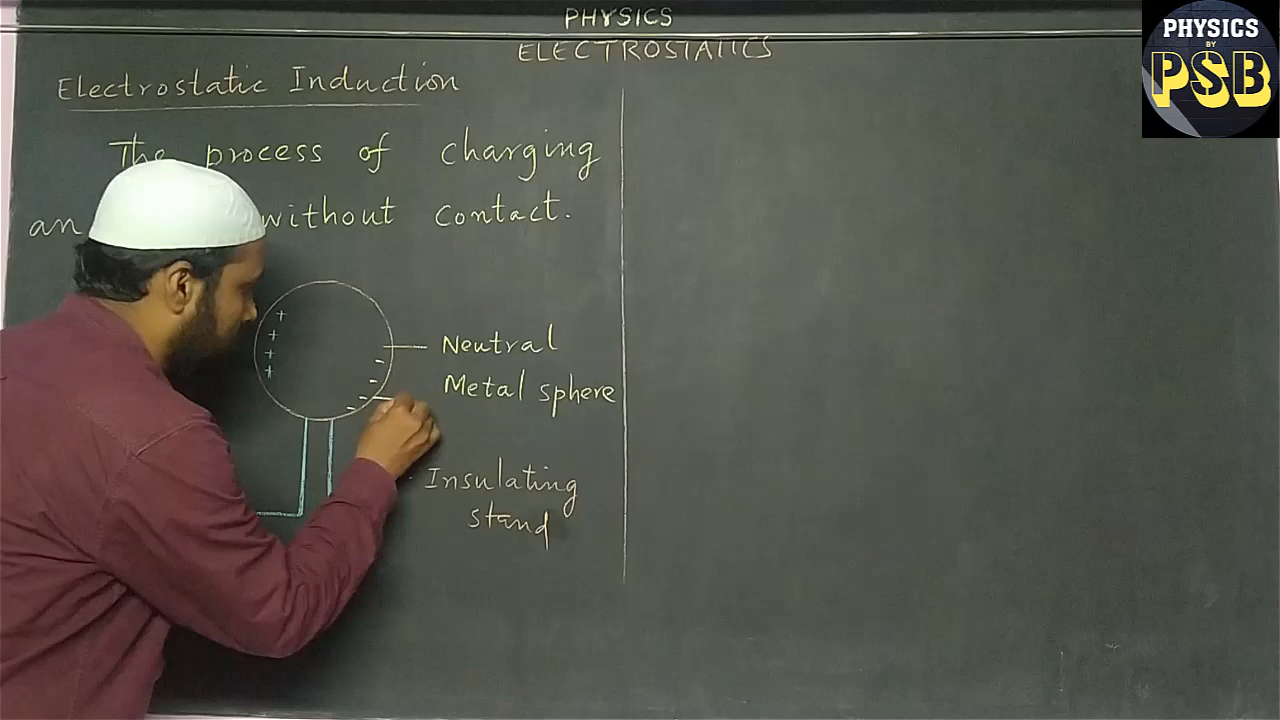 PHYSICS
ELECTROSTATICS
Electrostatic Induction
The process of charging
an without contact.
+
+
+
+
-
-
-
-
Neutral
Metal sphere
Insulating
stand
PHYSICS
BY
PSB